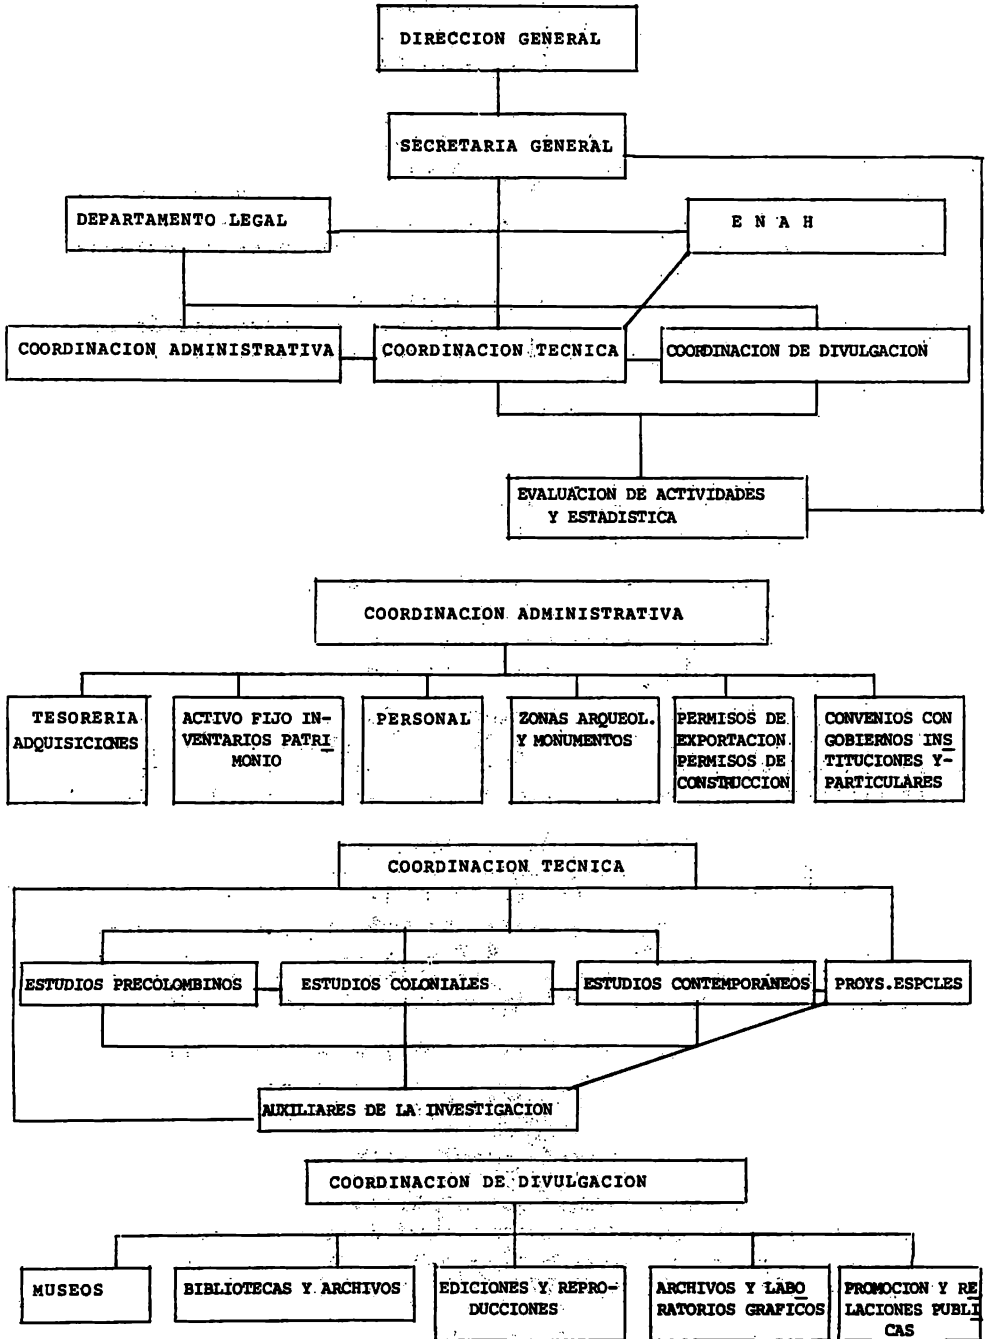 DIRECCION GENERAL
SECRETARIA GENERAL
DEPARTAMENTO LEGAL
E N A H
COORDINACION ADMINISTRATIVA
COORDINACION TECNICA
COORDINACION DE DIVULGACION
EVALUACION DE ACTIVIDADES
Y ESTADISTICA
COORDINACION ADMINISTRATIVA
TESORERIA
ADQUISICIONES
ACTIVO FIJO IN-
VENTARIOS PATRI
MONIO
PERSONAL
ZONAS ARQUEOL.
Y MONUMENTOS
PERMISOS DE
EXPORTACION
PERMISOS DE
CONSTRUCCION
CONVENIOS CON
GOBIERNOS INS
TITUCIONES Y-
PARTICULARES
COORDINACION TECNICA
ESTUDIOS PRECOLOMBINOS
ESTUDIOS COLONIALES
ESTUDIOS CONTEMPORANEOS
PROYS.ESPCLES
AUXILIARES DE LA INVESTIGACION
COORDINACION DE DIVULGACION
MUSEOS
BIBLIOTECAS Y ARCHIVOS
EDICIONES Y REPRO-
DUCCIONES
ARCHIVOS Y LABO
RATORIOS GRAFICOS
PROMOCION Y RE
LACIONES PUBLI
CAS